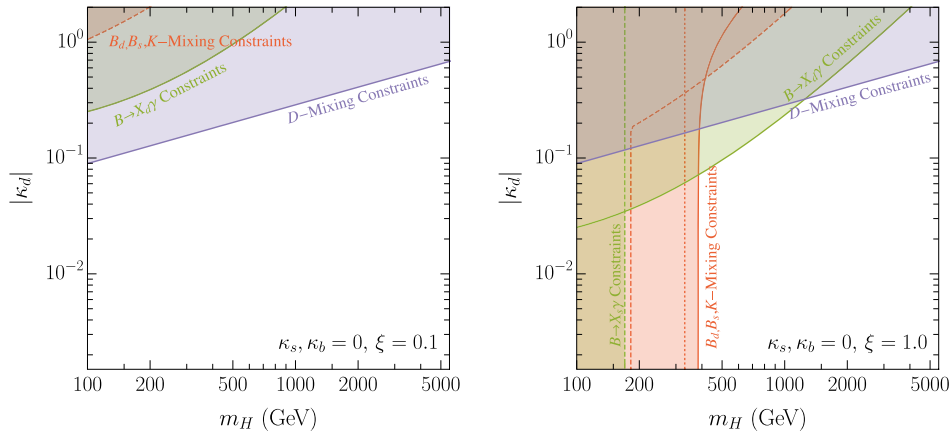 |κ_d|
10^0
10^−1
10^−2
B_d,B_s,K−Mixing Constraints
B→X_dγ Constraints
D−Mixing Constraints
κ_s, κ_b = 0, ξ = 0.1
100 200 500 1000 2000 5000
m_H (GeV)
|κ_d|
10^0
10^−1
10^−2
B→X_dγ Constraints
D−Mixing Constraints
B→X_sγ Constraints
B_d,B_s,K−Mixing Constraints
κ_s, κ_b = 0, ξ = 1.0
100 200 500 1000 2000 5000
m_H (GeV)